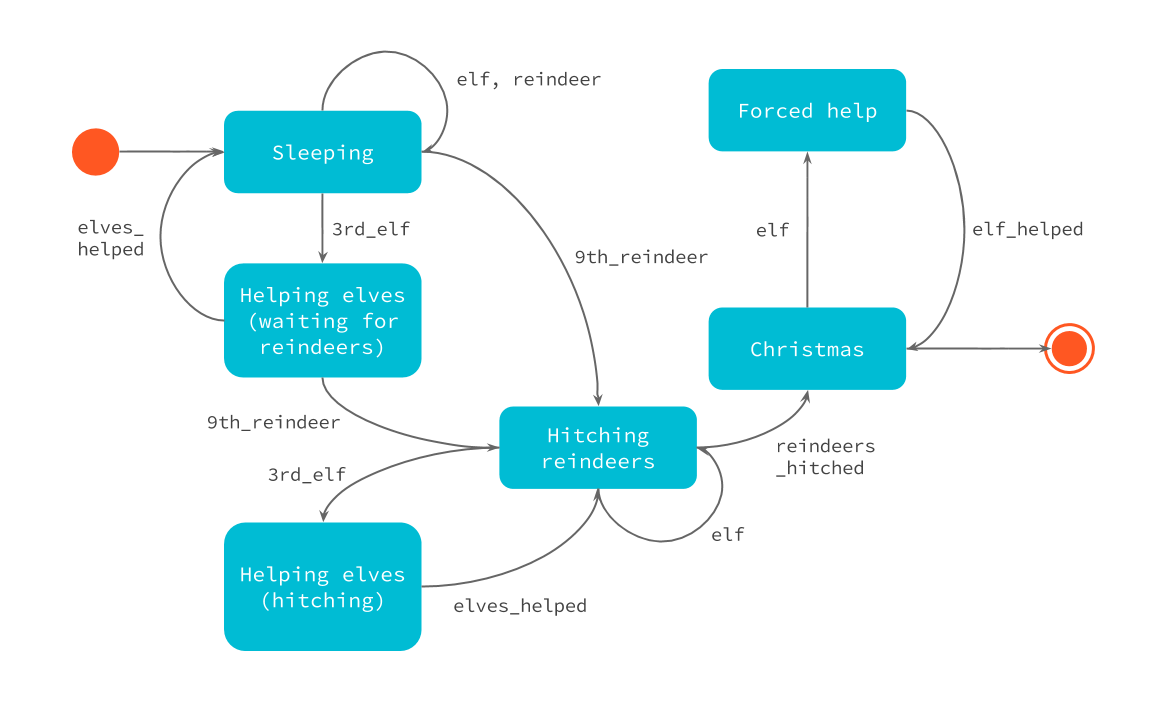 elf, reindeer
Forced help
Sleeping
elves_
helped
3rd_elf
elf
elf_helped
9th_reindeer
Helping elves
(waiting for
reindeers)
Christmas
9th_reindeer
Hitching
reindeers
reindeers
_hitched
3rd_elf
elf
Helping elves
(hitching)
elves_helped